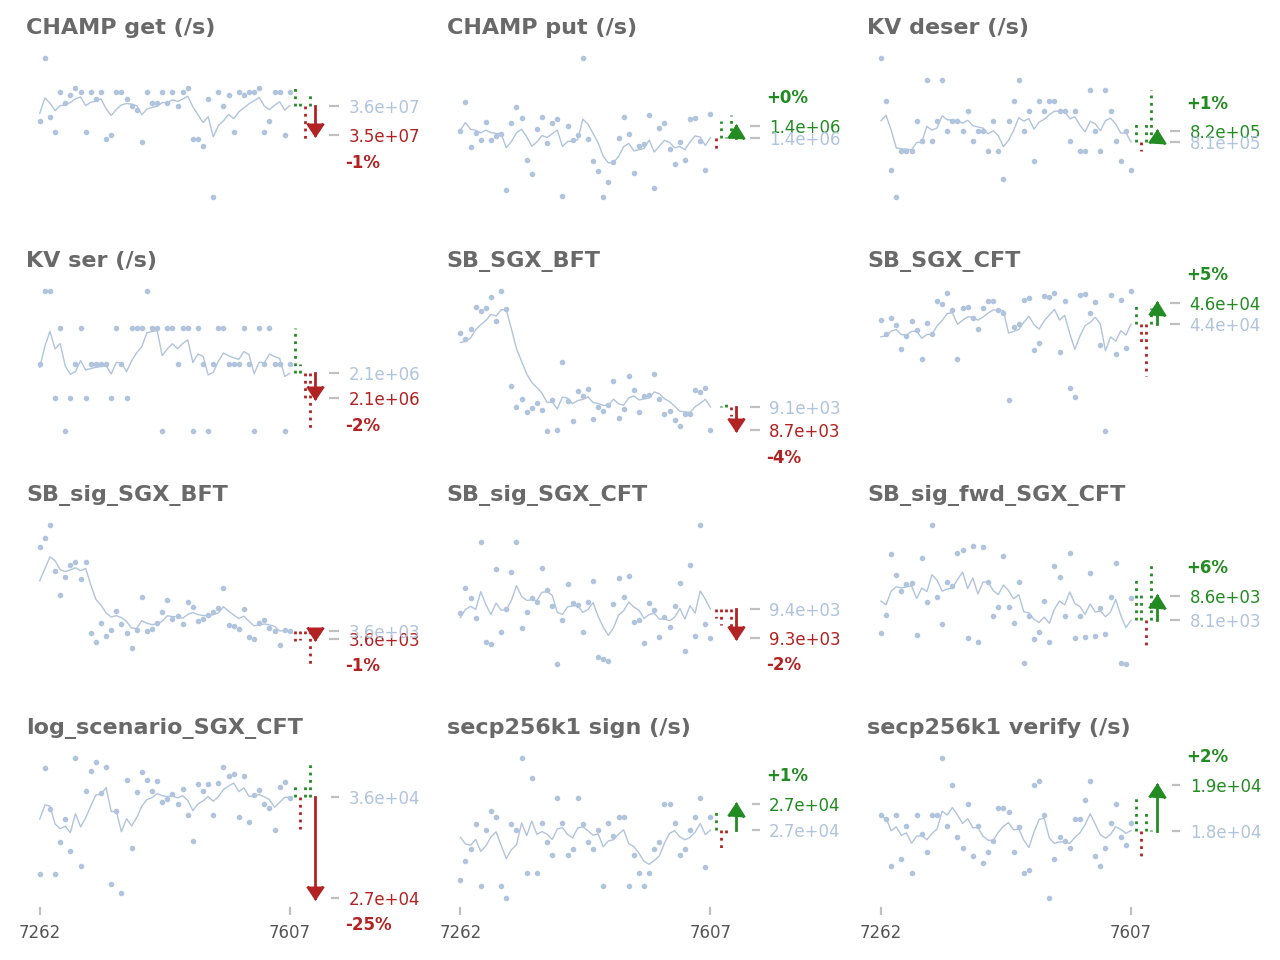 CHAMP get (/s)
3.6e+07
3.5e+07
-1%
CHAMP put (/s)
+0%
1.4e+06
1.4e+06
KV deser (/s)
+1%
8.2e+05
8.1e+05
KV ser (/s)
2.1e+06
2.1e+06
-2%
SB_SGX_BFT
9.1e+03
8.7e+03
-4%
SB_SGX_CFT
+5%
4.6e+04
4.4e+04
SB_sig_SGX_BFT
3.6e+03
3.6e+03
-1%
SB_sig_SGX_CFT
9.4e+03
9.3e+03
-2%
SB_sig_fwd_SGX_CFT
+6%
8.6e+03
8.1e+03
log_scenario_SGX_CFT
3.6e+04
2.7e+04
-25%
7262
7607
secp256k1 sign (/s)
+1%
2.7e+04
2.7e+04
7262
7607
secp256k1 verify (/s)
+2%
1.9e+04
1.8e+04
7262
7607